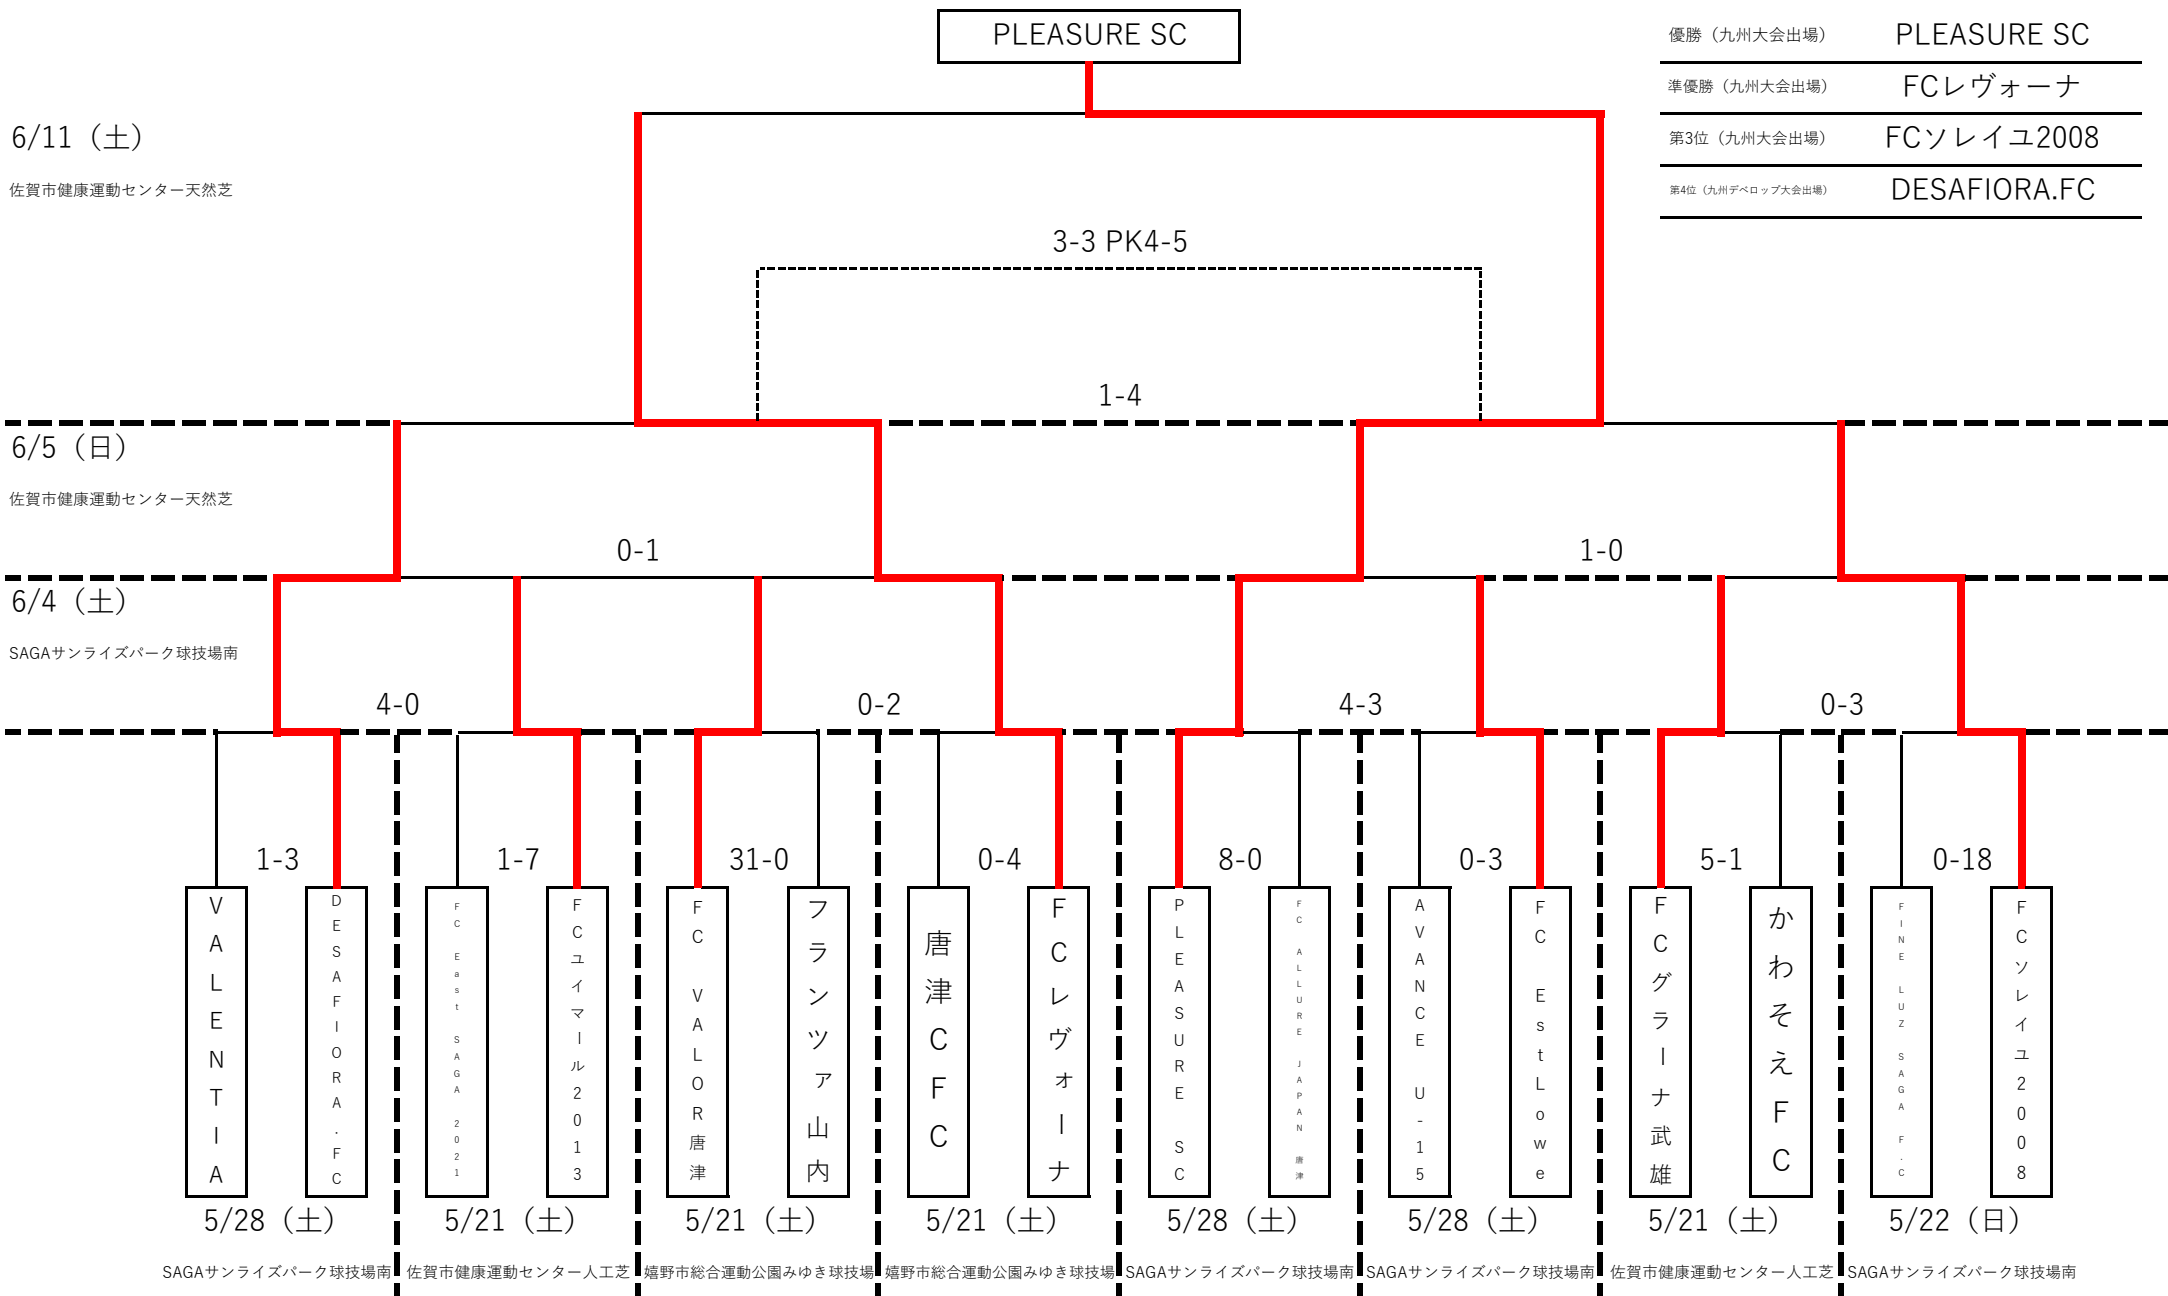 PLEASURE SC
優勝（九州大会出場） PLEASURE SC
準優勝（九州大会出場） FCレヴォーナ
第3位（九州大会出場） FCソレイユ2008
第4位（九州デベロップ大会出場） DESAFIORA.FC
6/11（土）
佐賀市健康運動センター天然芝
3-3 PK4-5
1-4
6/5（日）
佐賀市健康運動センター天然芝
0-1
1-0
6/4（土）
SAGAサンライズパーク球技場南
4-0
0-2
4-3
0-3
1-3
1-7
31-0
0-4
8-0
0-3
5-1
0-18
VALENTIA
DESAFIORA.FC
FC East SAGA 2021
FCユイマール2013
FC VALOR唐津
フランツァ山内
唐津CFC
FCレヴォーナ
PLEASURE SC
FC ALLURE JAPAN 唐津
AVANCE U-15
FC EstLowe
FCグラーナ武雄
かわそえFC
FINE LUZ SAGA F.C
FCソレイユ2008
5/28（土）
5/21（土）
5/21（土）
5/21（土）
5/28（土）
5/28（土）
5/21（土）
5/22（日）
SAGAサンライズパーク球技場南
佐賀市健康運動センター人工芝
嬉野市総合運動公園みゆき球技場
嬉野市総合運動公園みゆき球技場
SAGAサンライズパーク球技場南
SAGAサンライズパーク球技場南
佐賀市健康運動センター人工芝
SAGAサンライズパーク球技場南